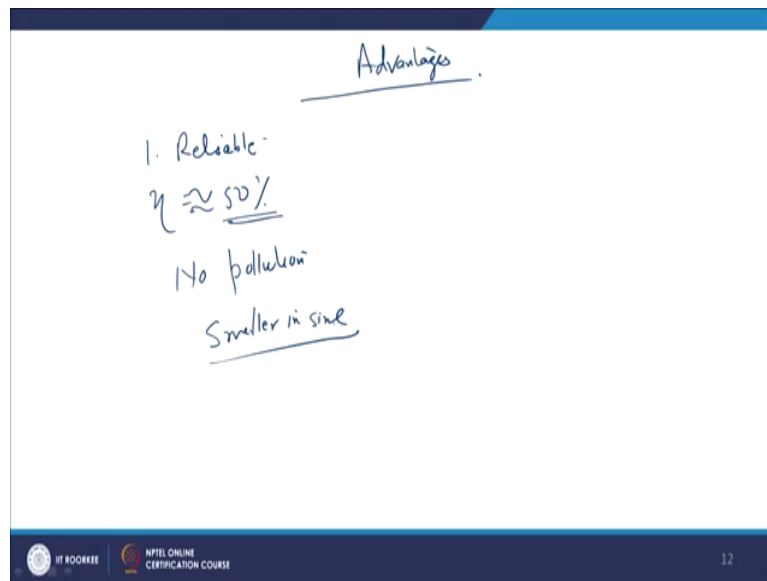 Advantages.
1. Reliable
η ≈ 50%
No pollution
Smaller in size
IIT ROORKEE
NPTEL ONLINE
CERTIFICATION COURSE
12